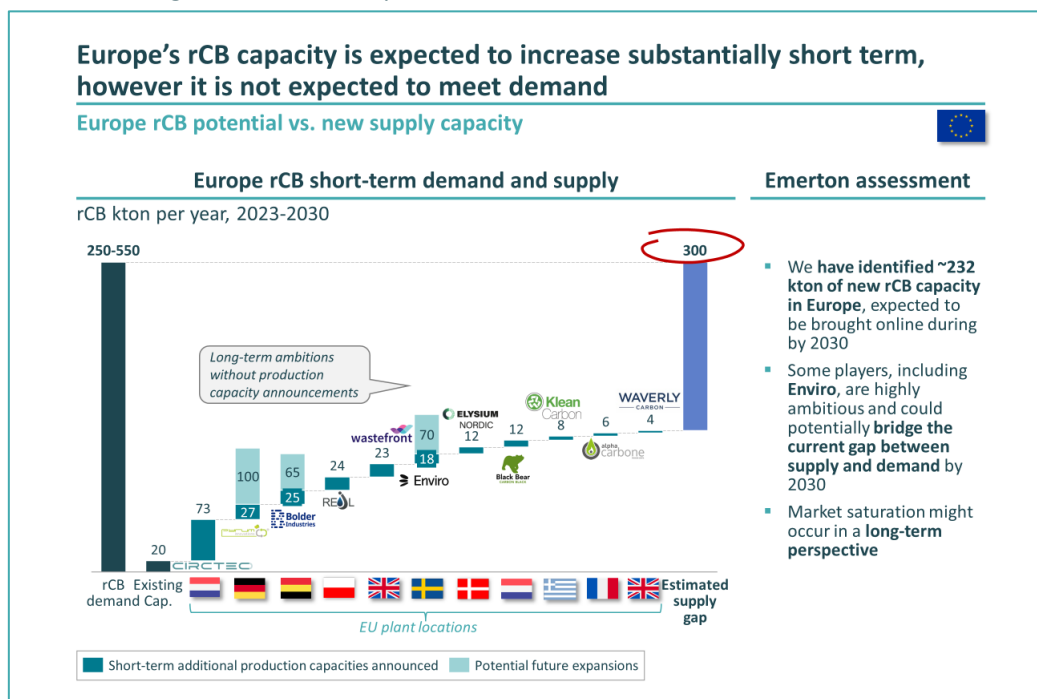 Europe's rCB capacity is expected to increase substantially short term,
however it is not expected to meet demand
Europe rCB potential vs. new supply capacity
Europe rCB short-term demand and supply
rCB kton per year, 2023-2030
250-550
300
Long-term ambitions
without production
capacity announcements
20
CIRCTEC
73
100
27
65
25
Bolder
Industries
24
wastefront
23
70
18
Enviro
ELYSIUM
NORDIC
12
12
Black Bear
CARBON BLACK
Klean
Carbon
8
alpha
carbone
6
WAVERLY
CARBON
4
rCB
demand
Existing
Cap.
Estimated
supply
gap
EU plant locations
Short-term additional production capacities announced
Potential future expansions
Emerton assessment
▪ We have identified ~232
kton of new rCB capacity
in Europe, expected to
be brought online during
by 2030
▪ Some players, including
Enviro, are highly
ambitious and could
potentially bridge the
current gap between
supply and demand by
2030
▪ Market saturation might
occur in a long-term
perspective